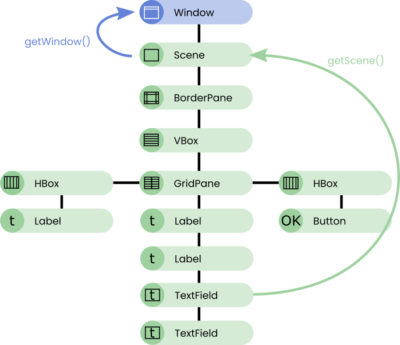 Window
getWindow()
Scene
getScene()
BorderPane
VBox
HBox
GridPane
HBox
t Label
t Label
OK Button
t Label
t TextField
t TextField